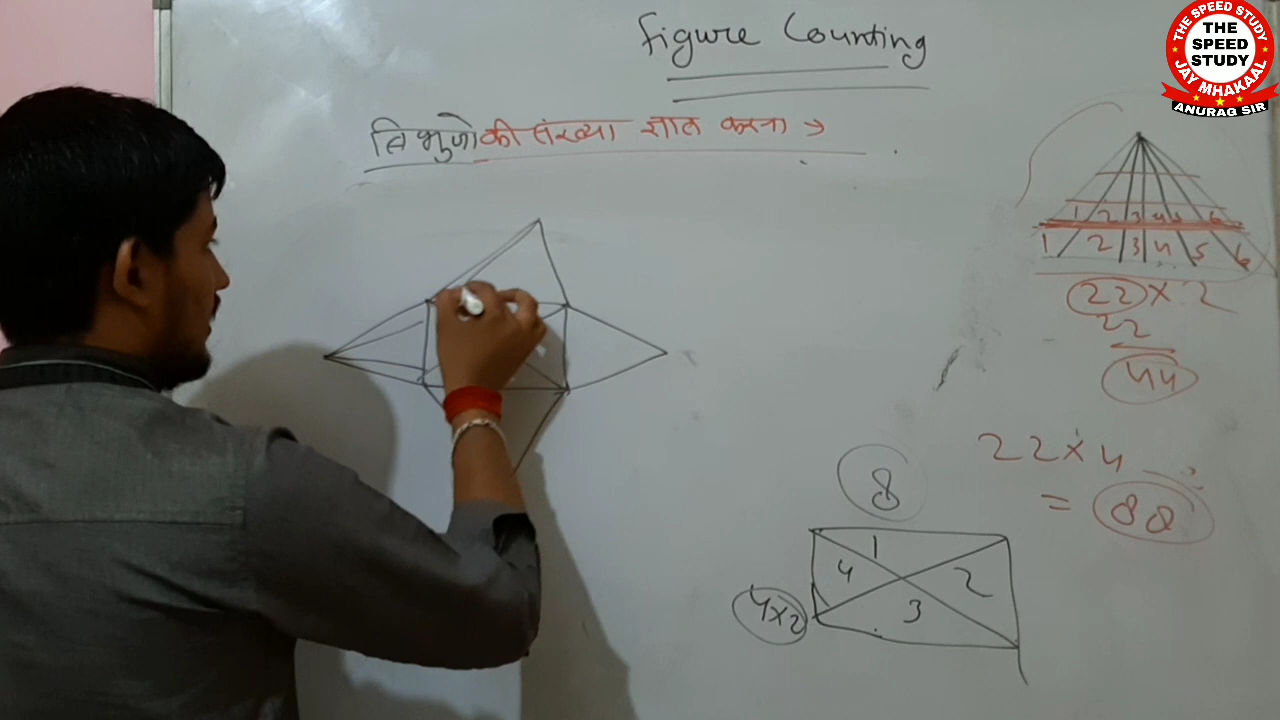 Figure Counting
त्रिभुजो की संख्या ज्ञात करना →
THE SPEED STUDY
THE
SPEED
STUDY
JAY MHAKAAL
ANURAG SIR
1 2 3 4 5 6
1 2 3 4 5 6
22 × 2
22
44
22×4
= 88
8
1
4 2
3
4×2